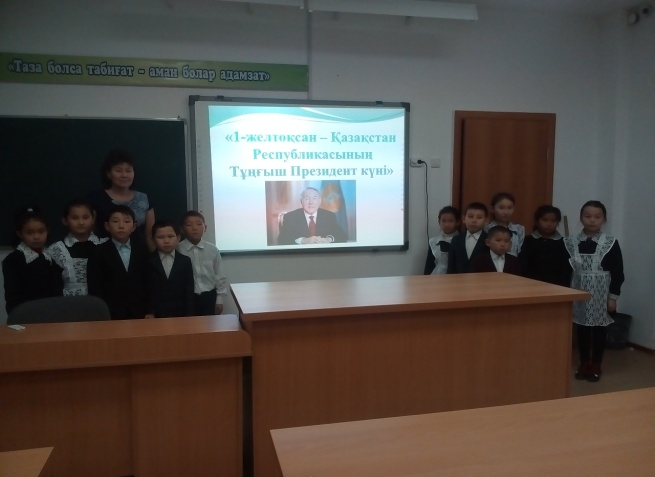 «Таза болса табиғат - аман болар адамзат»
«1-желтоқсан – Қазақстан
Республикасының
Тұңғыш Президент күні»